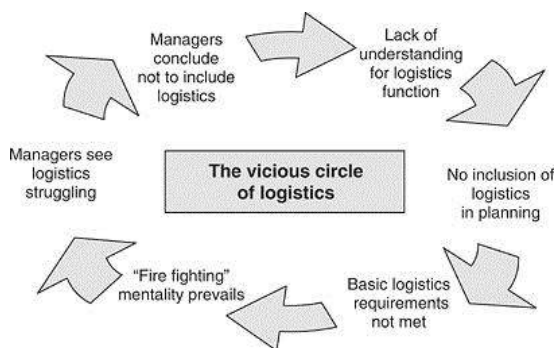 Managers
conclude
not to include
logistics
Lack of
understanding
for logistics
function
No inclusion of
logistics
in planning
Basic logistics
requirements
not met
“Fire fighting”
mentality prevails
Managers see
logistics
struggling
The vicious circle
of logistics